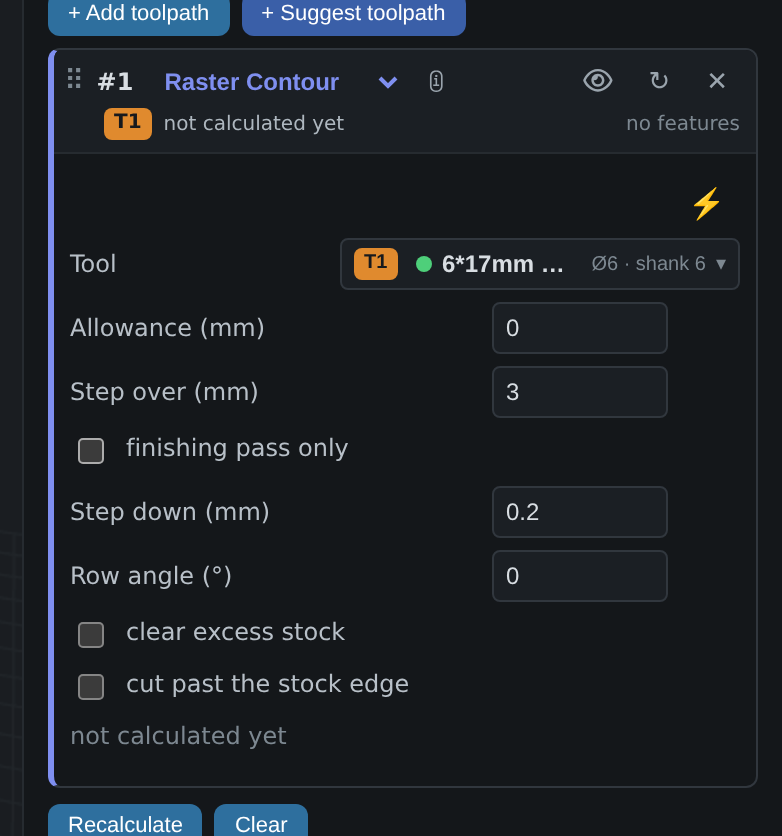 + Add toolpath + Suggest toolpath
#1 Raster Contour
T1 not calculated yet no features
Tool T1 6*17mm ... Ø6 · shank 6
Allowance (mm) 0
Step over (mm) 3
finishing pass only
Step down (mm) 0.2
Row angle (°) 0
clear excess stock
cut past the stock edge
not calculated yet
Recalculate Clear